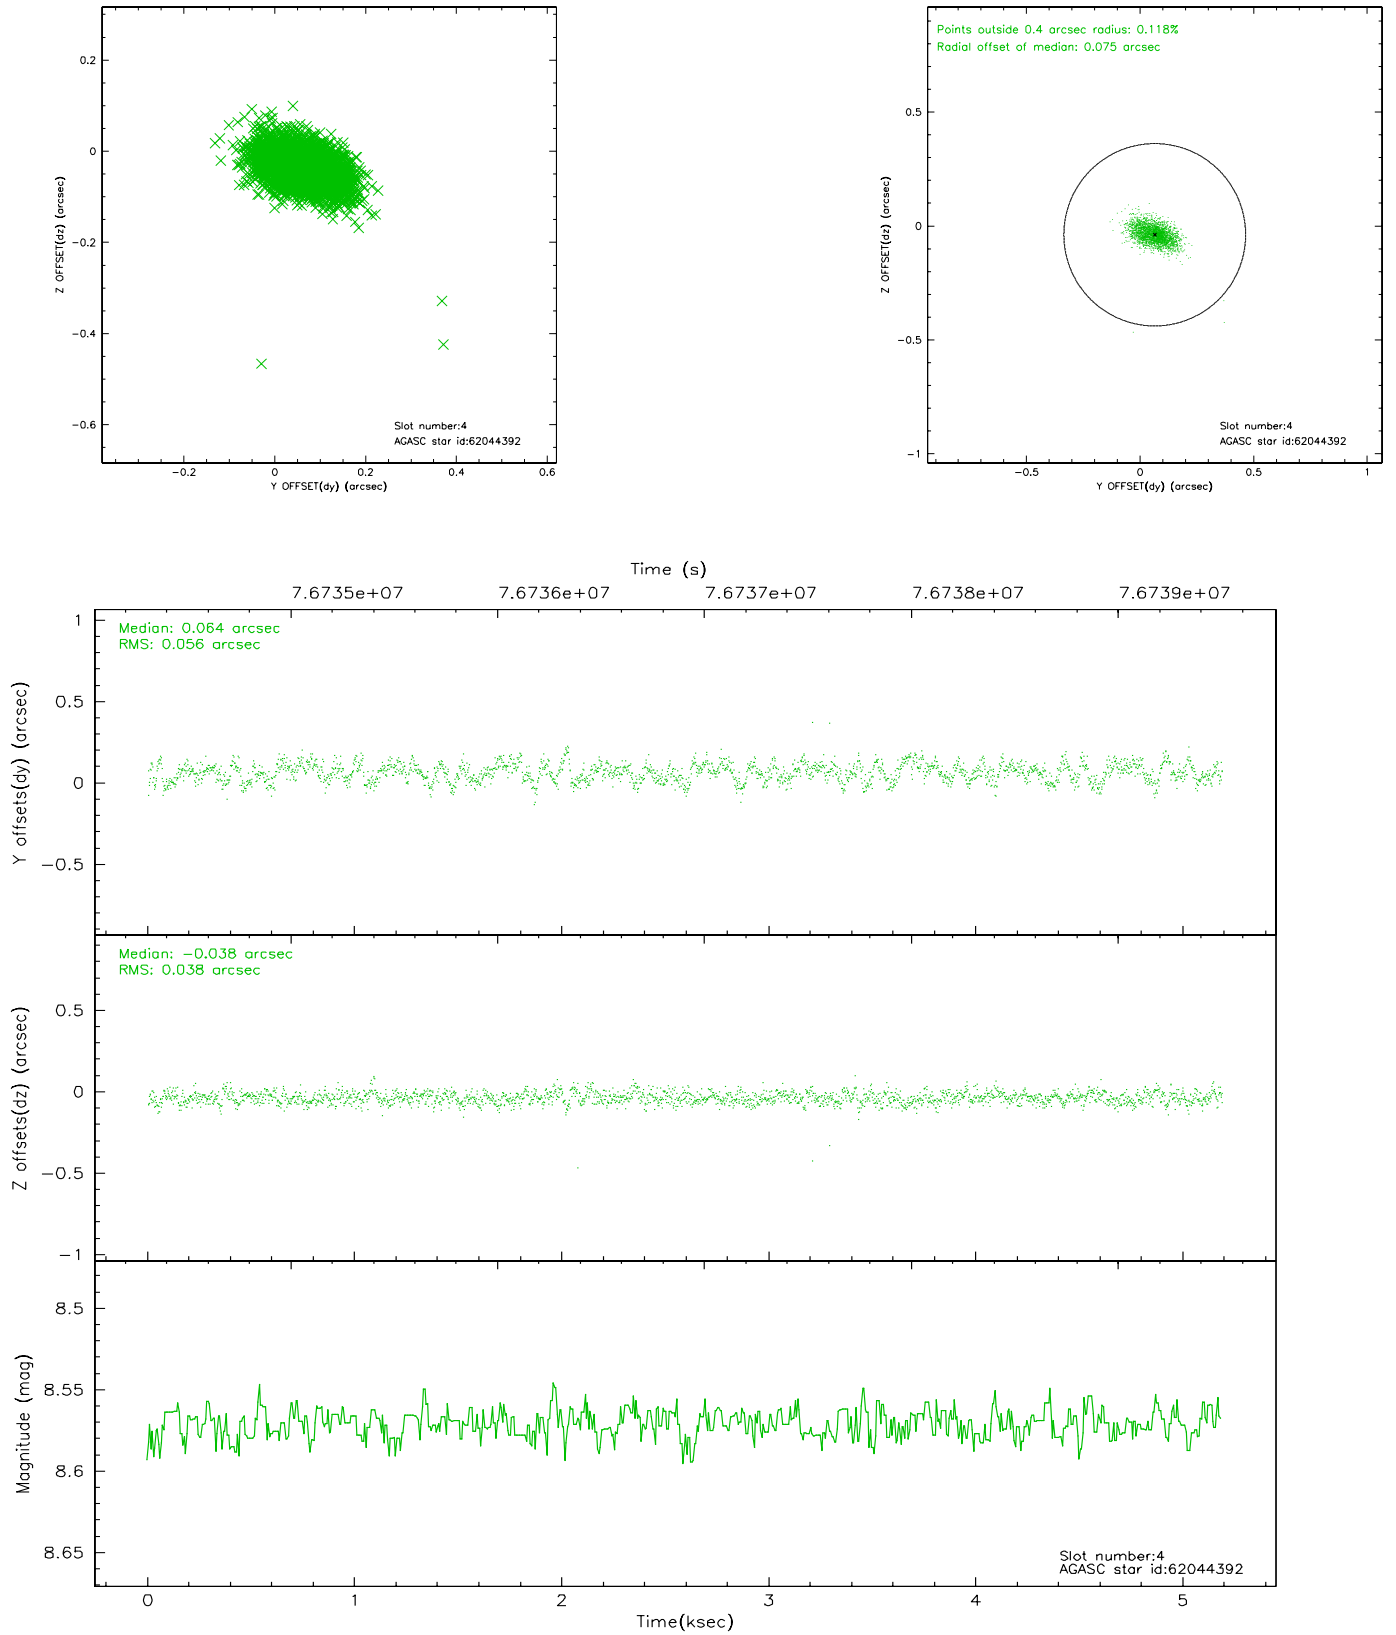 0.2
0
−0.2
−0.4
−0.6
Z OFFSET(dz) (arcsec)
Slot number:4
AGASC star id:62044392
−0.2 0 0.2 0.4 0.6
Y OFFSET(dy) (arcsec)
Points outside 0.4 arcsec radius: 0.118%
Radial offset of median: 0.075 arcsec
0.5
0
−0.5
−1
Z OFFSET(dz) (arcsec)
Slot number:4
AGASC star id:62044392
−0.5 0 0.5 1
Y OFFSET(dy) (arcsec)
Time (s)
7.6735e+07 7.6736e+07 7.6737e+07 7.6738e+07 7.6739e+07
Median: 0.064 arcsec
RMS: 0.056 arcsec
1
0.5
0
−0.5
Y offsets(dy) (arcsec)
Median: −0.038 arcsec
RMS: 0.038 arcsec
0.5
0
−0.5
−1
Z offsets(dz) (arcsec)
8.5
8.55
8.6
8.65
Magnitude (mag)
Slot number:4
AGASC star id:62044392
0 1 2 3 4 5
Time(ksec)